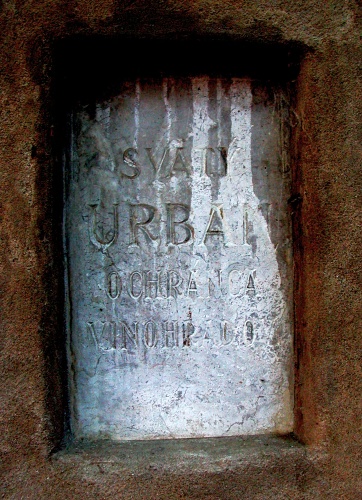 SVÄTÝ
URBAN
OCHRANCA
VINOHRADOV